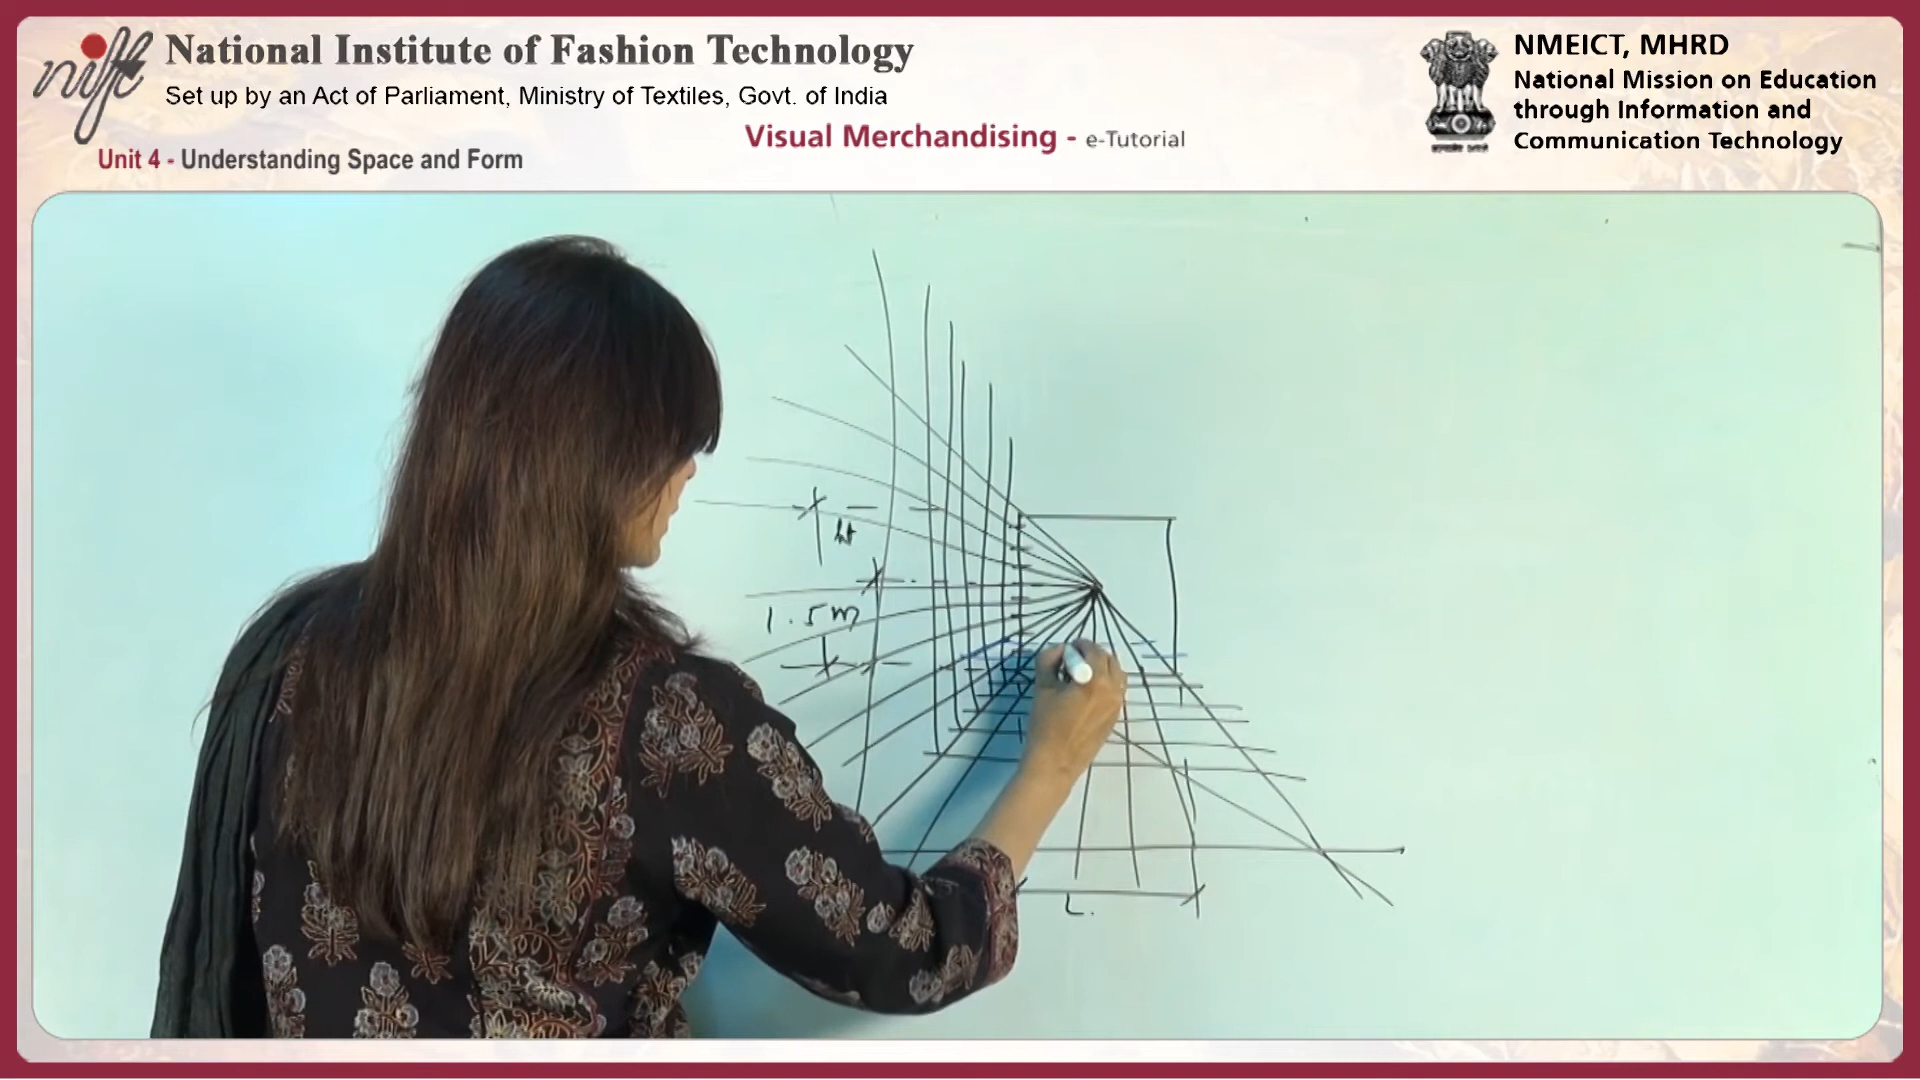 nift
National Institute of Fashion Technology
Set up by an Act of Parliament, Ministry of Textiles, Govt. of India
Visual Merchandising - e-Tutorial
Unit 4 - Understanding Space and Form
NMEICT, MHRD
National Mission on Education
through Information and
Communication Technology
ht
1.5m
L.